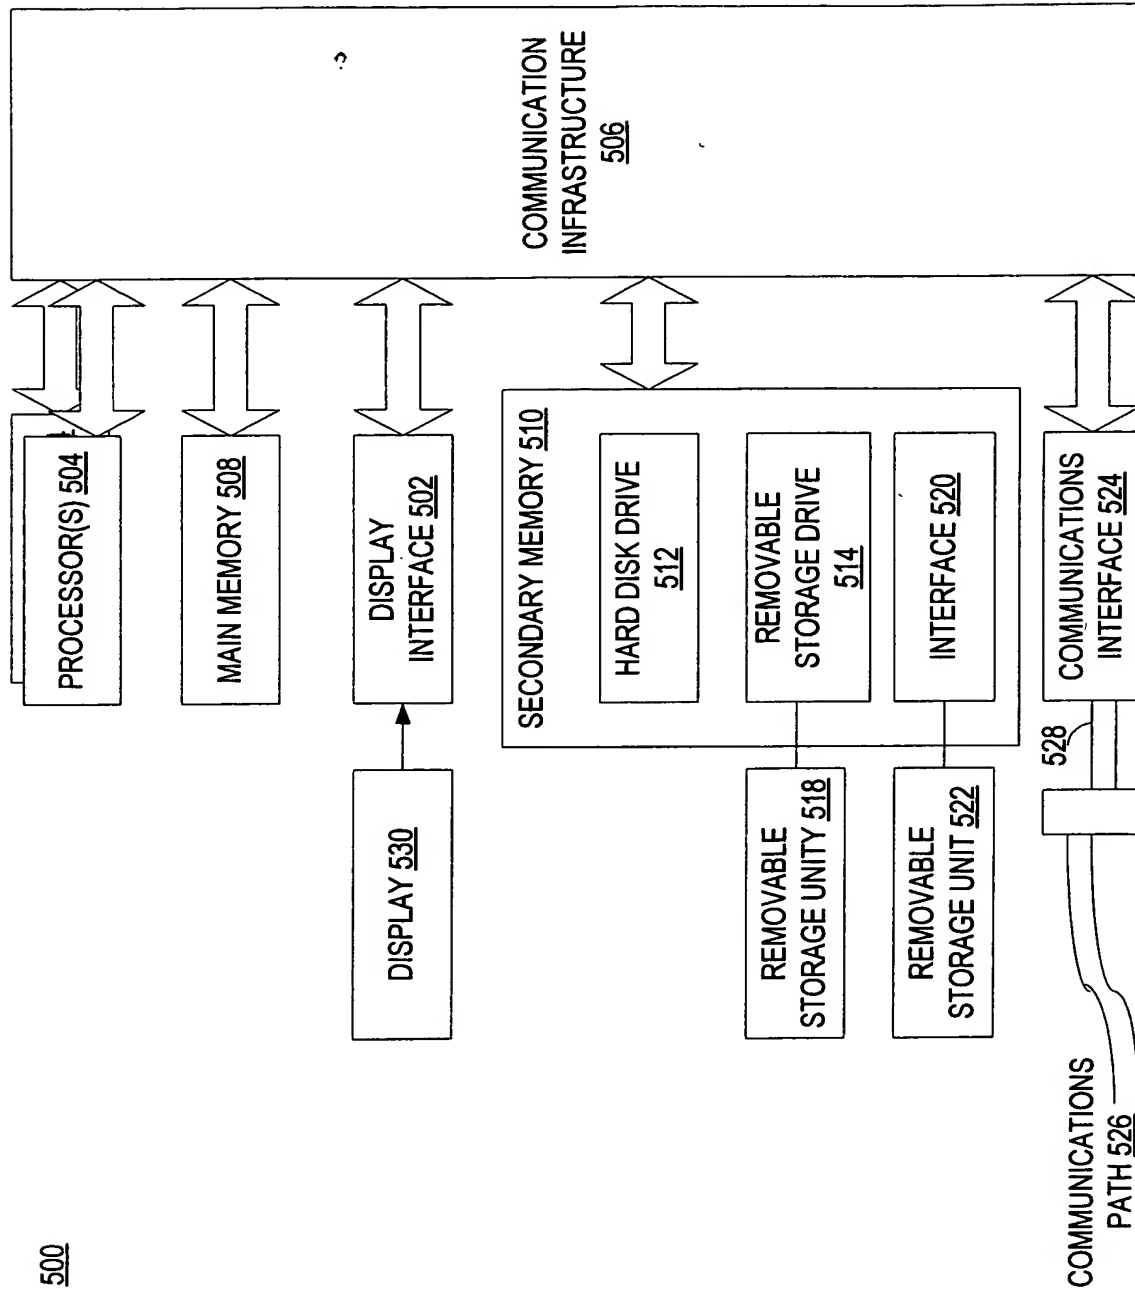 500
PROCESSOR(S) 504
MAIN MEMORY 508
DISPLAY
INTERFACE 502
DISPLAY 530
COMMUNICATION
INFRASTRUCTURE
506
SECONDARY MEMORY 510
HARD DISK DRIVE
512
REMOVABLE
STORAGE DRIVE
514
INTERFACE 520
REMOVABLE
STORAGE UNITY 518
REMOVABLE
STORAGE UNIT 522
COMMUNICATIONS
INTERFACE 524
528
COMMUNICATIONS
PATH 526